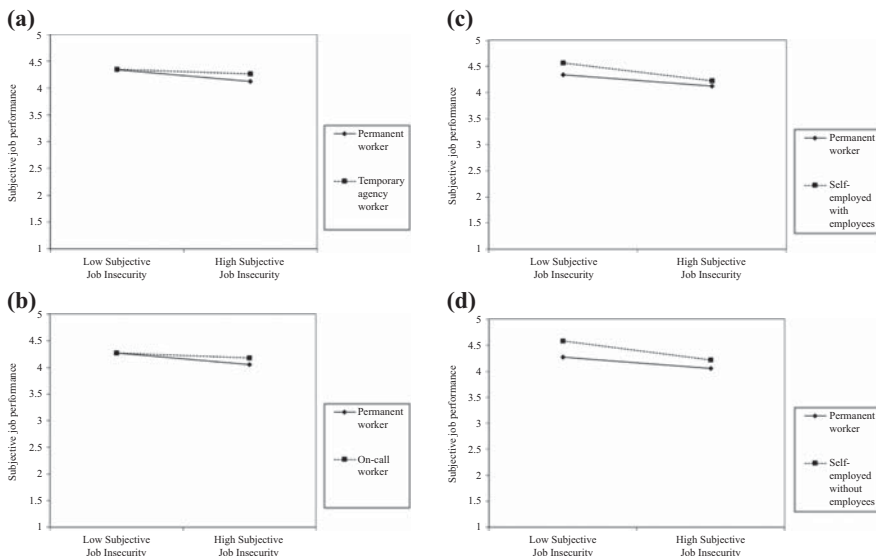 (a)
Subjective job performance
5
4.5
4
3.5
3
2.5
2
1.5
1
Low Subjective
Job Insecurity
High Subjective
Job Insecurity
Permanent
worker
Temporary
agency
worker
(b)
Subjective job performance
5
4.5
4
3.5
3
2.5
2
1.5
1
Low Subjective
Job Insecurity
High Subjective
Job Insecurity
Permanent
worker
On-call
worker
(c)
Subjective job performance
5
4.5
4
3.5
3
2.5
2
1.5
1
Low Subjective
Job Insecurity
High Subjective
Job Insecurity
Permanent
worker
Self-
employed
with
employees
(d)
Subjective job performance
5
4.5
4
3.5
3
2.5
2
1.5
1
Low Subjective
Job Insecurity
High Subjective
Job Insecurity
Permanent
worker
Self-
employed
without
employees